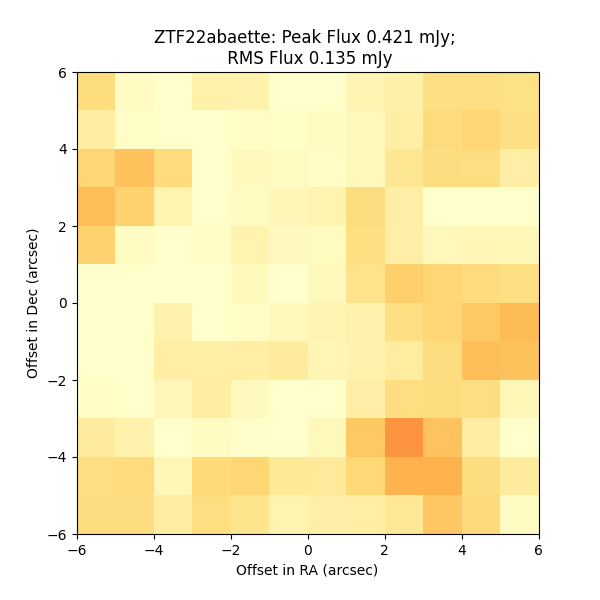 ZTF22abaette: Peak Flux 0.421 mJy;
RMS Flux 0.135 mJy
6
4
2
0
−2
−4
−6
Offset in Dec (arcsec)
−6 −4 −2 0 2 4 6
Offset in RA (arcsec)